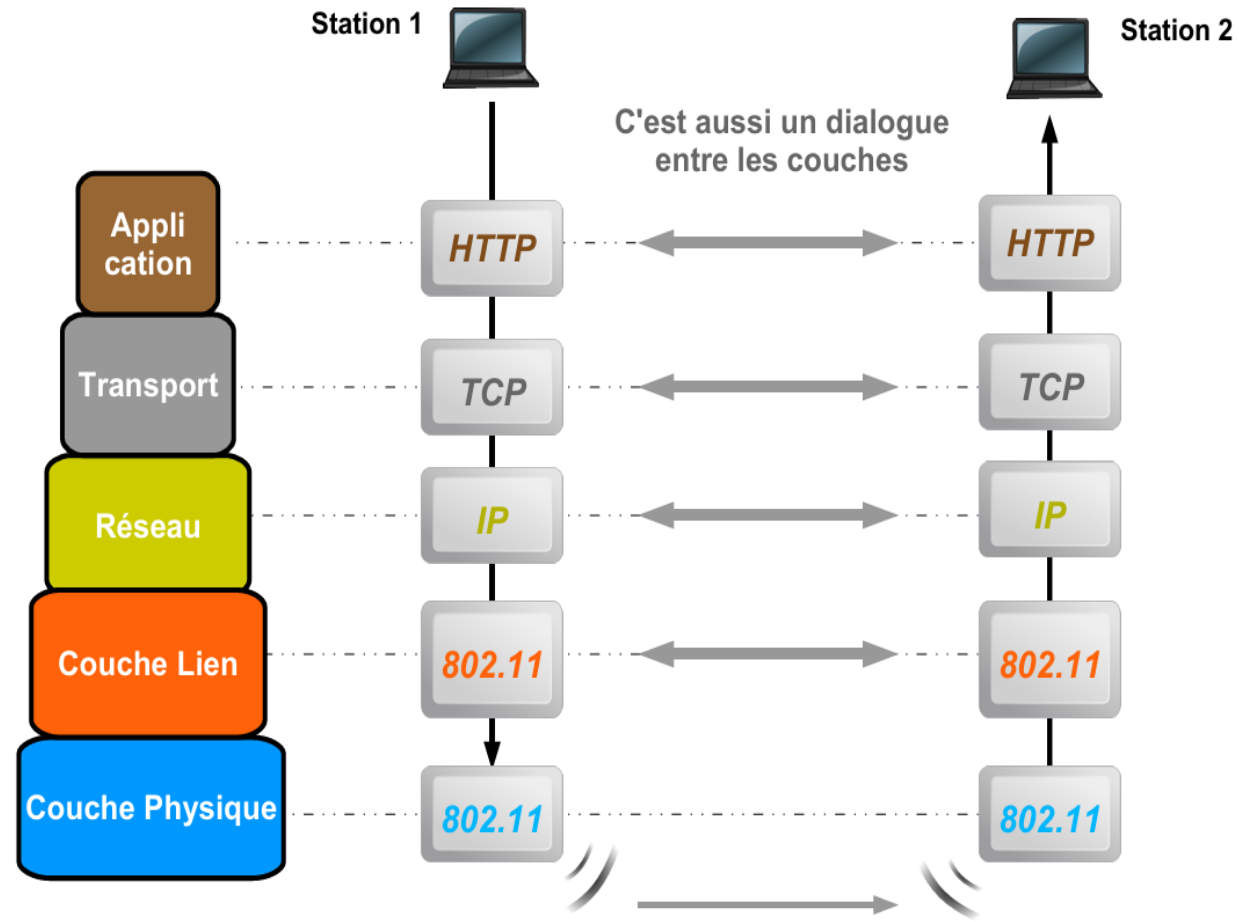 Station 1
Station 2
C'est aussi un dialogue
entre les couches
Appli
cation
HTTP
HTTP
Transport
TCP
TCP
Réseau
IP
IP
Couche Lien
802.11
802.11
Couche Physique
802.11
802.11